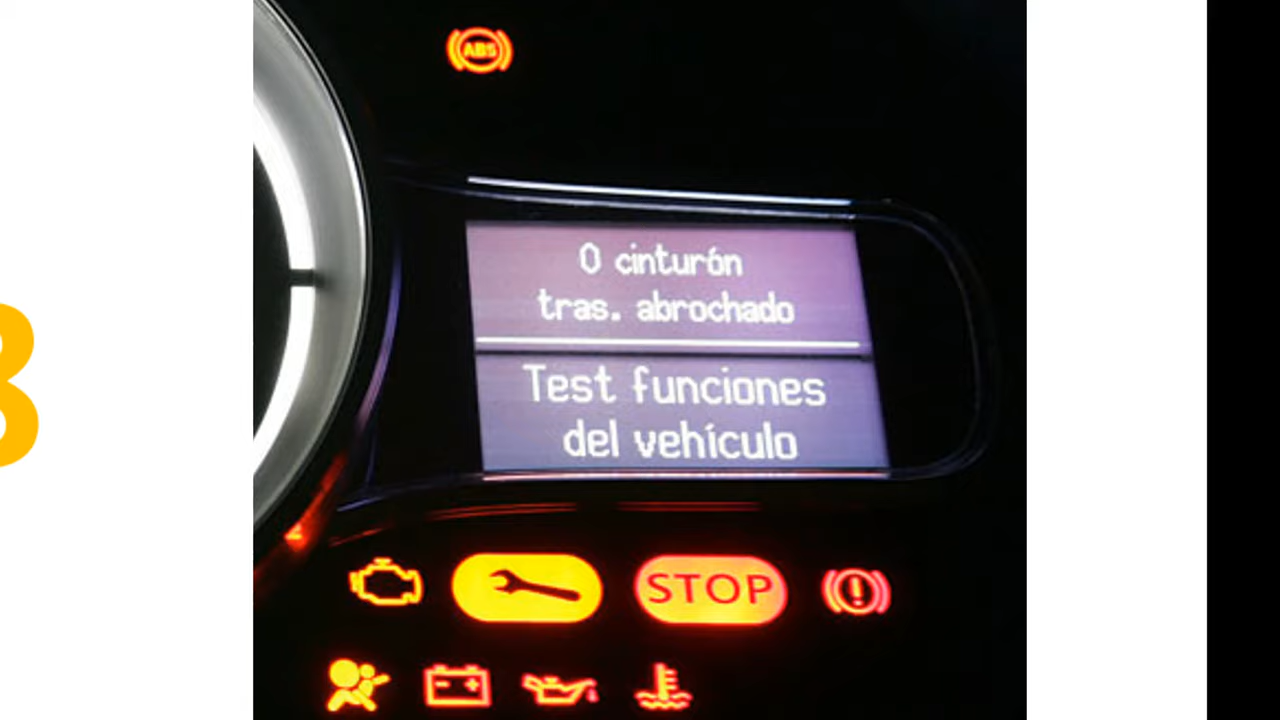 ABS
0 cinturón
tras. abrochado
Test funciones
del vehículo
STOP